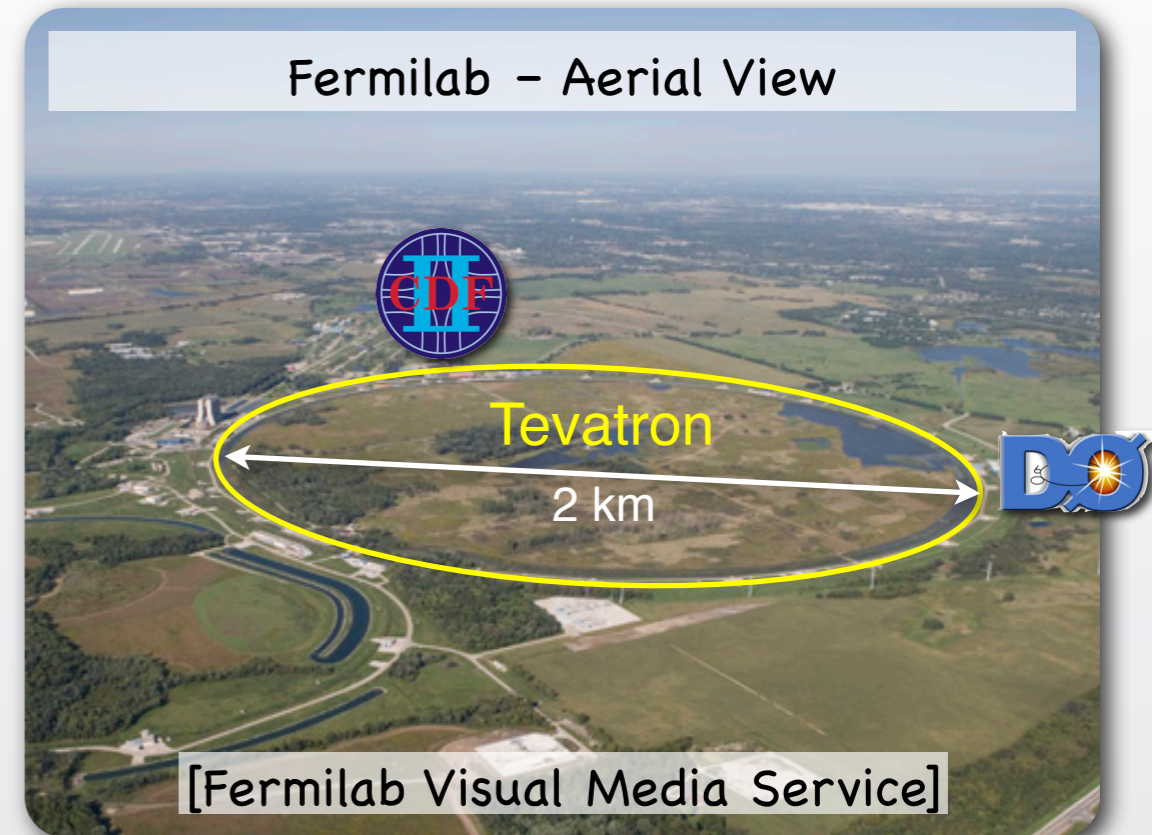 Fermilab – Aerial View
II
CDF
Tevatron
2 km
DØ
[Fermilab Visual Media Service]